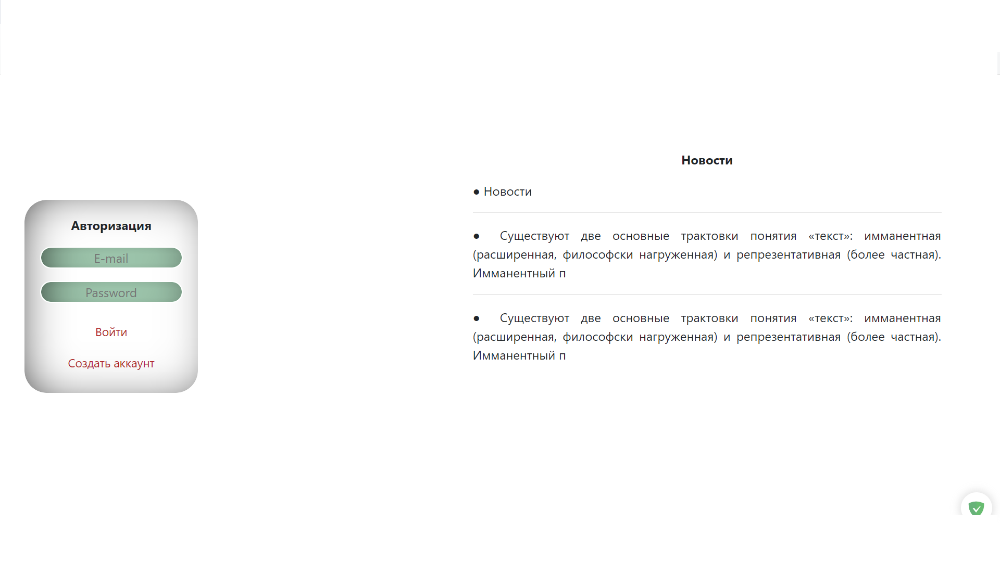 Авторизация
E-mail
Password
Войти
Создать аккаунт
Новости
● Новости
● Существуют две основные трактовки понятия «текст»: имманентная
(расширенная, философски нагруженная) и репрезентативная (более частная).
Имманентный п
● Существуют две основные трактовки понятия «текст»: имманентная
(расширенная, философски нагруженная) и репрезентативная (более частная).
Имманентный п